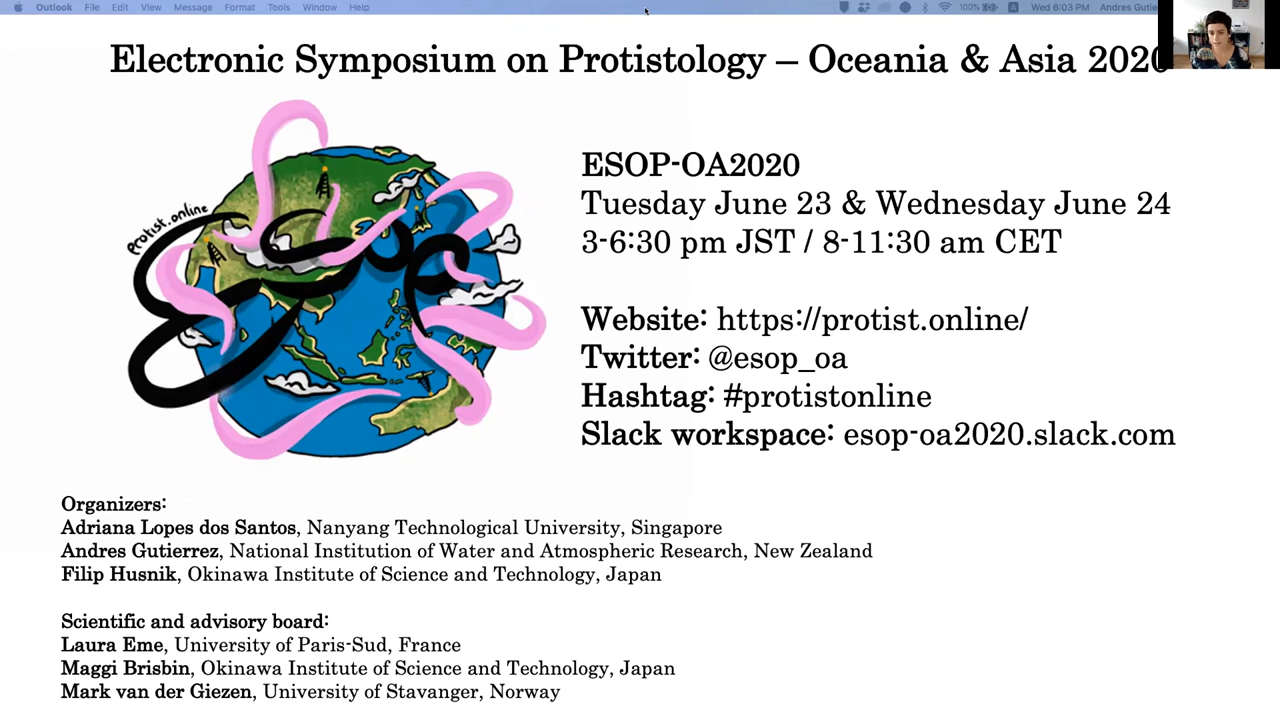 Outlook File Edit View Message Format Tools Window Help 100% Wed 6:03 PM Andres Gutie
Electronic Symposium on Protistology – Oceania & Asia 2020
Protist.online
ESOP-OA2020
Tuesday June 23 & Wednesday June 24
3-6:30 pm JST / 8-11:30 am CET
Website: https://protist.online/
Twitter: @esop_oa
Hashtag: #protistonline
Slack workspace: esop-oa2020.slack.com
Organizers:
Adriana Lopes dos Santos, Nanyang Technological University, Singapore
Andres Gutierrez, National Institution of Water and Atmospheric Research, New Zealand
Filip Husnik, Okinawa Institute of Science and Technology, Japan
Scientific and advisory board:
Laura Eme, University of Paris-Sud, France
Maggi Brisbin, Okinawa Institute of Science and Technology, Japan
Mark van der Giezen, University of Stavanger, Norway